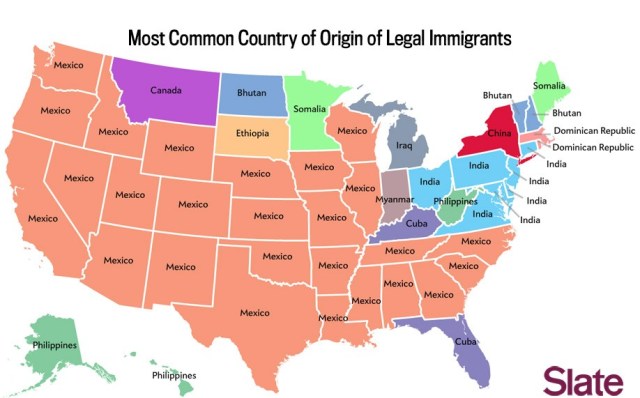 Most Common Country of Origin of Legal Immigrants
Mexico
Canada
Bhutan
Somalia
Somalia
Bhutan
Bhutan
Mexico
Mexico
Mexico
Ethiopia
Mexico
China
Dominican Republic
Dominican Republic
Iraq
India
India
India
Mexico
Mexico
Mexico
Mexico
Mexico
Mexico
Mexico
Myanmar
Philippines
India
India
India
Mexico
Mexico
Mexico
Cuba
Mexico
Mexico
Mexico
Mexico
Mexico
Mexico
Mexico
Mexico
Mexico
Mexico
Mexico
Mexico
Philippines
Cuba
Philippines
Slate